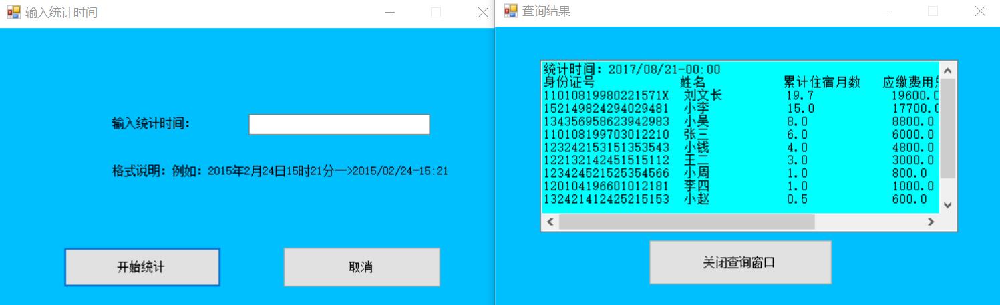 输入统计时间
输入统计时间:
格式说明: 例如: 2015年2月24日15时21分—>2015/02/24-15:21
开始统计 取消
查询结果
统计时间: 2017/08/21-00:00
身份证号 姓名 累计住宿月数 应缴费用
11010819980221571X 刘文长 19.7 19600.0
152149824294029481 小李 15.0 17700.0
134356958623942983 小吴 8.0 8800.0
110108199703012210 张三 6.0 6000.0
123242153151353543 小钱 4.0 4800.0
122132142451515112 王二 3.0 3000.0
123424521525354566 小周 1.0 800.0
120104196601012181 李四 1.0 1000.0
132421412425215153 小赵 0.5 600.0
关闭查询窗口